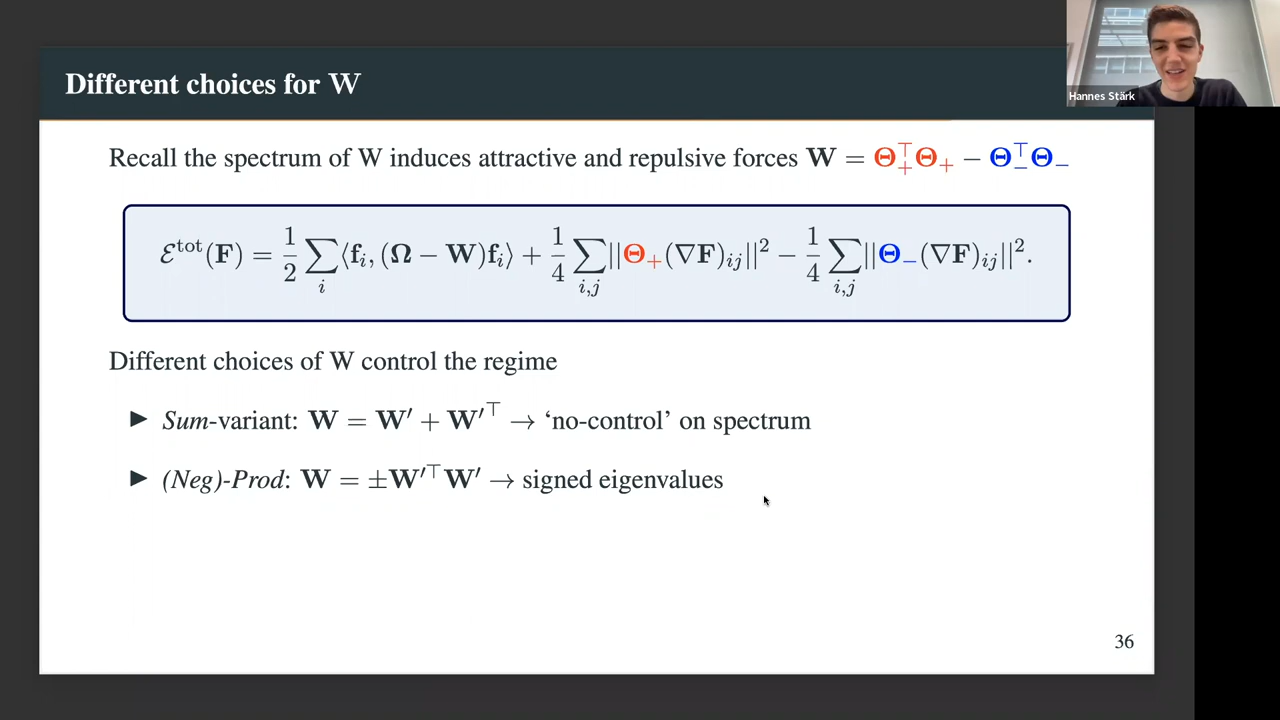 Different choices for W
Hannes Stärk
Recall the spectrum of W induces attractive and repulsive forces W = Θ₊ᵀΘ₊ − Θ₋ᵀΘ₋
ℰᵗᵒᵗ(F) = 1/2 ∑ᵢ⟨fᵢ, (Ω − W)fᵢ⟩ + 1/4 ∑ᵢ,ⱼ||Θ₊(∇F)ᵢⱼ||² − 1/4 ∑ᵢ,ⱼ||Θ₋(∇F)ᵢⱼ||².
Different choices of W control the regime
▶ Sum-variant: W = W′ + W′ᵀ → ‘no-control’ on spectrum
▶ (Neg)-Prod: W = ±W′ᵀW′ → signed eigenvalues
36